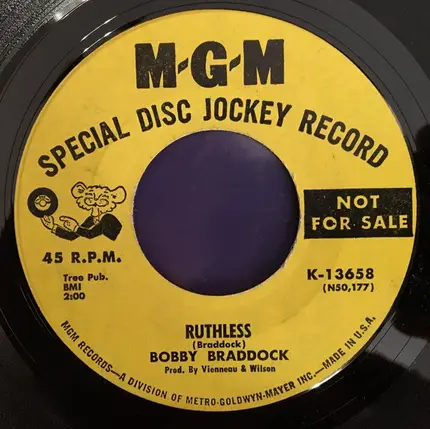 M-G-M
SPECIAL DISC JOCKEY RECORD
NOT
FOR SALE
45 R.P.M.
Tree Pub.
BMI
2:00
K-13658
(N50,177)
RUTHLESS
(Braddock)
BOBBY BRADDOCK
Prod. By Vienneau & Wilson
MGM RECORDS—A DIVISION OF METRO-GOLDWYN-MAYER INC.—MADE IN U.S.A.